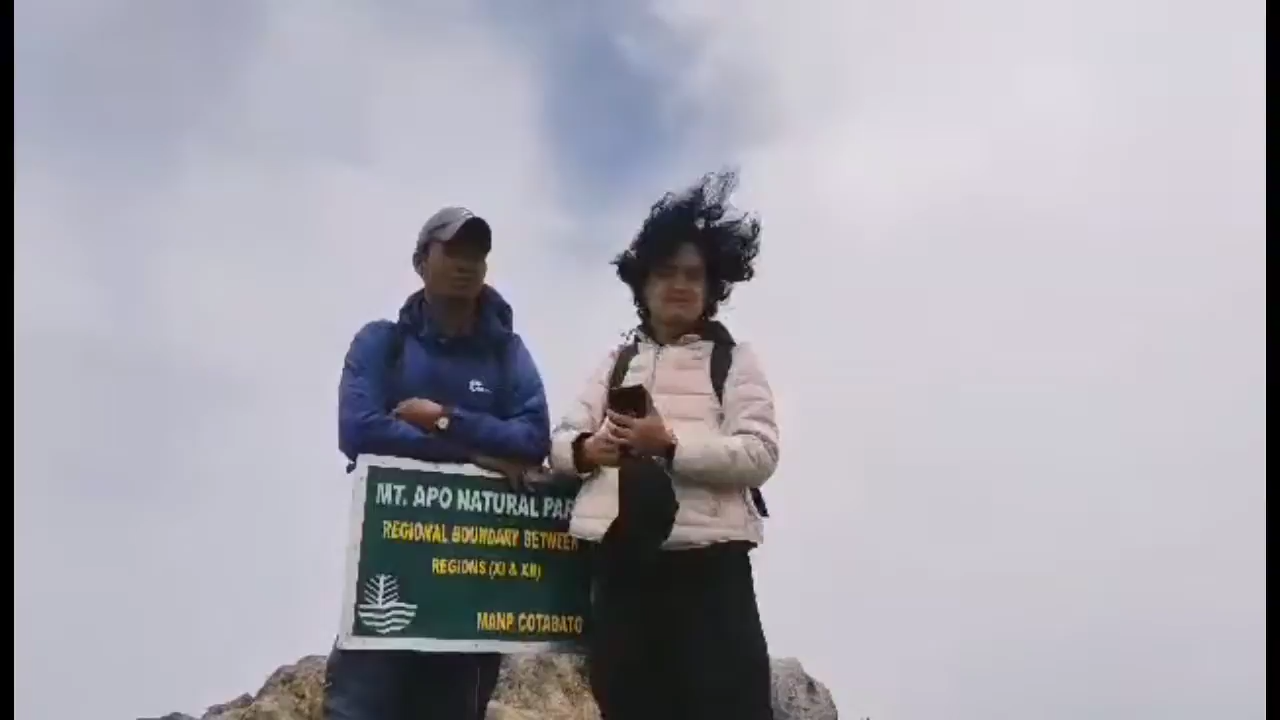 MT. APO NATURAL PAR
REGIONAL BOUNDARY BETWEEN
REGIONS (XI & XII)
MANP COTABATO